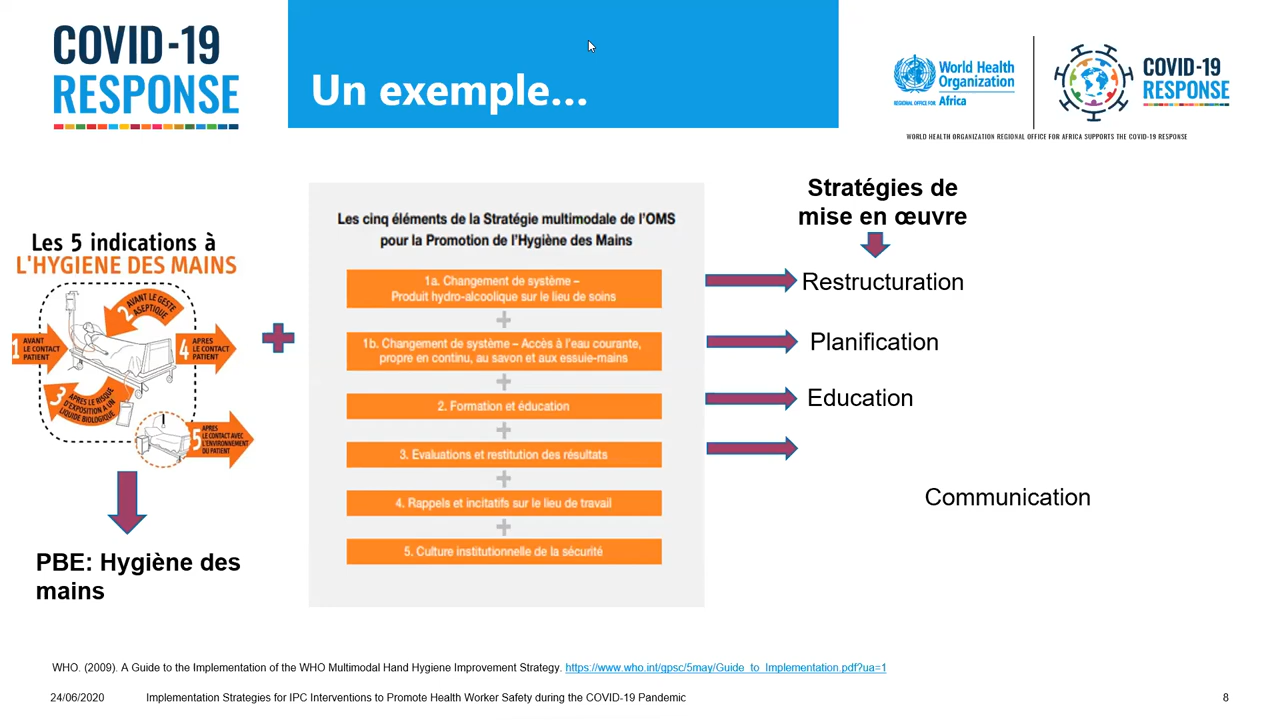 COVID-19
RESPONSE
Un exemple...
World Health
Organization
REGIONAL OFFICE FOR Africa
COVID-19
RESPONSE
WORLD HEALTH ORGANIZATION REGIONAL OFFICE FOR AFRICA SUPPORTS THE COVID-19 RESPONSE
Les 5 indications à
L'HYGIENE DES MAINS
1 AVANT
LE CONTACT
PATIENT
2 AVANT LE GESTE
ASEPTIQUE
3 APRES LE RISQUE
D'EXPOSITION A UN
LIQUIDE BIOLOGIQUE
4 APRES
LE CONTACT
PATIENT
5 APRES
LE CONTACT AVEC
L'ENVIRONNEMENT
DU PATIENT
PBE: Hygiène des
mains
Les cinq éléments de la Stratégie multimodale de l'OMS
pour la Promotion de l'Hygiène des Mains
1a. Changement de système –
Produit hydro-alcoolique sur le lieu de soins
+
1b. Changement de système – Accès à l'eau courante,
propre en continu, au savon et aux essuie-mains
+
2. Formation et éducation
+
3. Evaluations et restitution des résultats
+
4. Rappels et incitatifs sur le lieu de travail
+
5. Culture institutionnelle de la sécurité
Stratégies de
mise en œuvre
Restructuration
Planification
Education
Communication
WHO. (2009). A Guide to the Implementation of the WHO Multimodal Hand Hygiene Improvement Strategy. https://www.who.int/gpsc/5may/Guide_to_Implementation.pdf?ua=1
24/06/2020 Implementation Strategies for IPC Interventions to Promote Health Worker Safety during the COVID-19 Pandemic 8